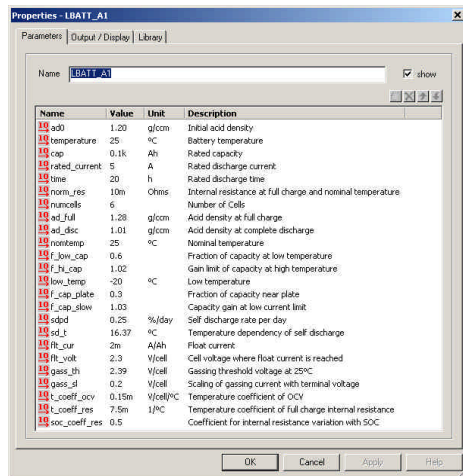 Properties - LBATT_A1
Parameters Output / Display Library
Name LBATT_A1 show
Name Value Unit Description
ad0 1.20 g/ccm Initial acid density
temperature 25 ºC Battery temperature
cap 0.1k Ah Rated capacity
rated_current 5 A Rated discharge current
time 20 h Rated discharge time
norm_res 10m Ohms Internal resistance at full charge and nominal temperature
numcells 6 Number of Cells
ad_full 1.28 g/ccm Acid density at full charge
ad_disc 1.01 g/ccm Acid density at complete discharge
nomtemp 25 ºC Nominal temperature
f_low_cap 0.6 Fraction of capacity at low temperature
f_hi_cap 1.02 Gain limit of capacity at high temperature
low_temp -20 ºC Low temperature
f_cap_plate 0.3 Fraction of capacity near plate
f_cap_slow 1.03 Capacity gain at low current limit
sdpd 0.25 %/day Self discharge rate per day
sd_t 16.37 ºC Temperature dependency of self discharge
flt_cur 2m A/Ah Float current
flt_volt 2.3 V/cell Cell voltage where float current is reached
gass_th 2.39 V/cell Gassing threshold voltage at 25ºC
gass_sl 0.2 V/cell Scaling of gassing current with terminal voltage
t_coeff_ocv 0.15m V/cell/ºC Temperature coefficient of OCV
t_coeff_res 7.5m 1/ºC Temperature coefficient of full charge internal resistance
soc_coeff_res 0.5 Coefficient for internal resistance variation with SOC
OK Cancel Apply Help